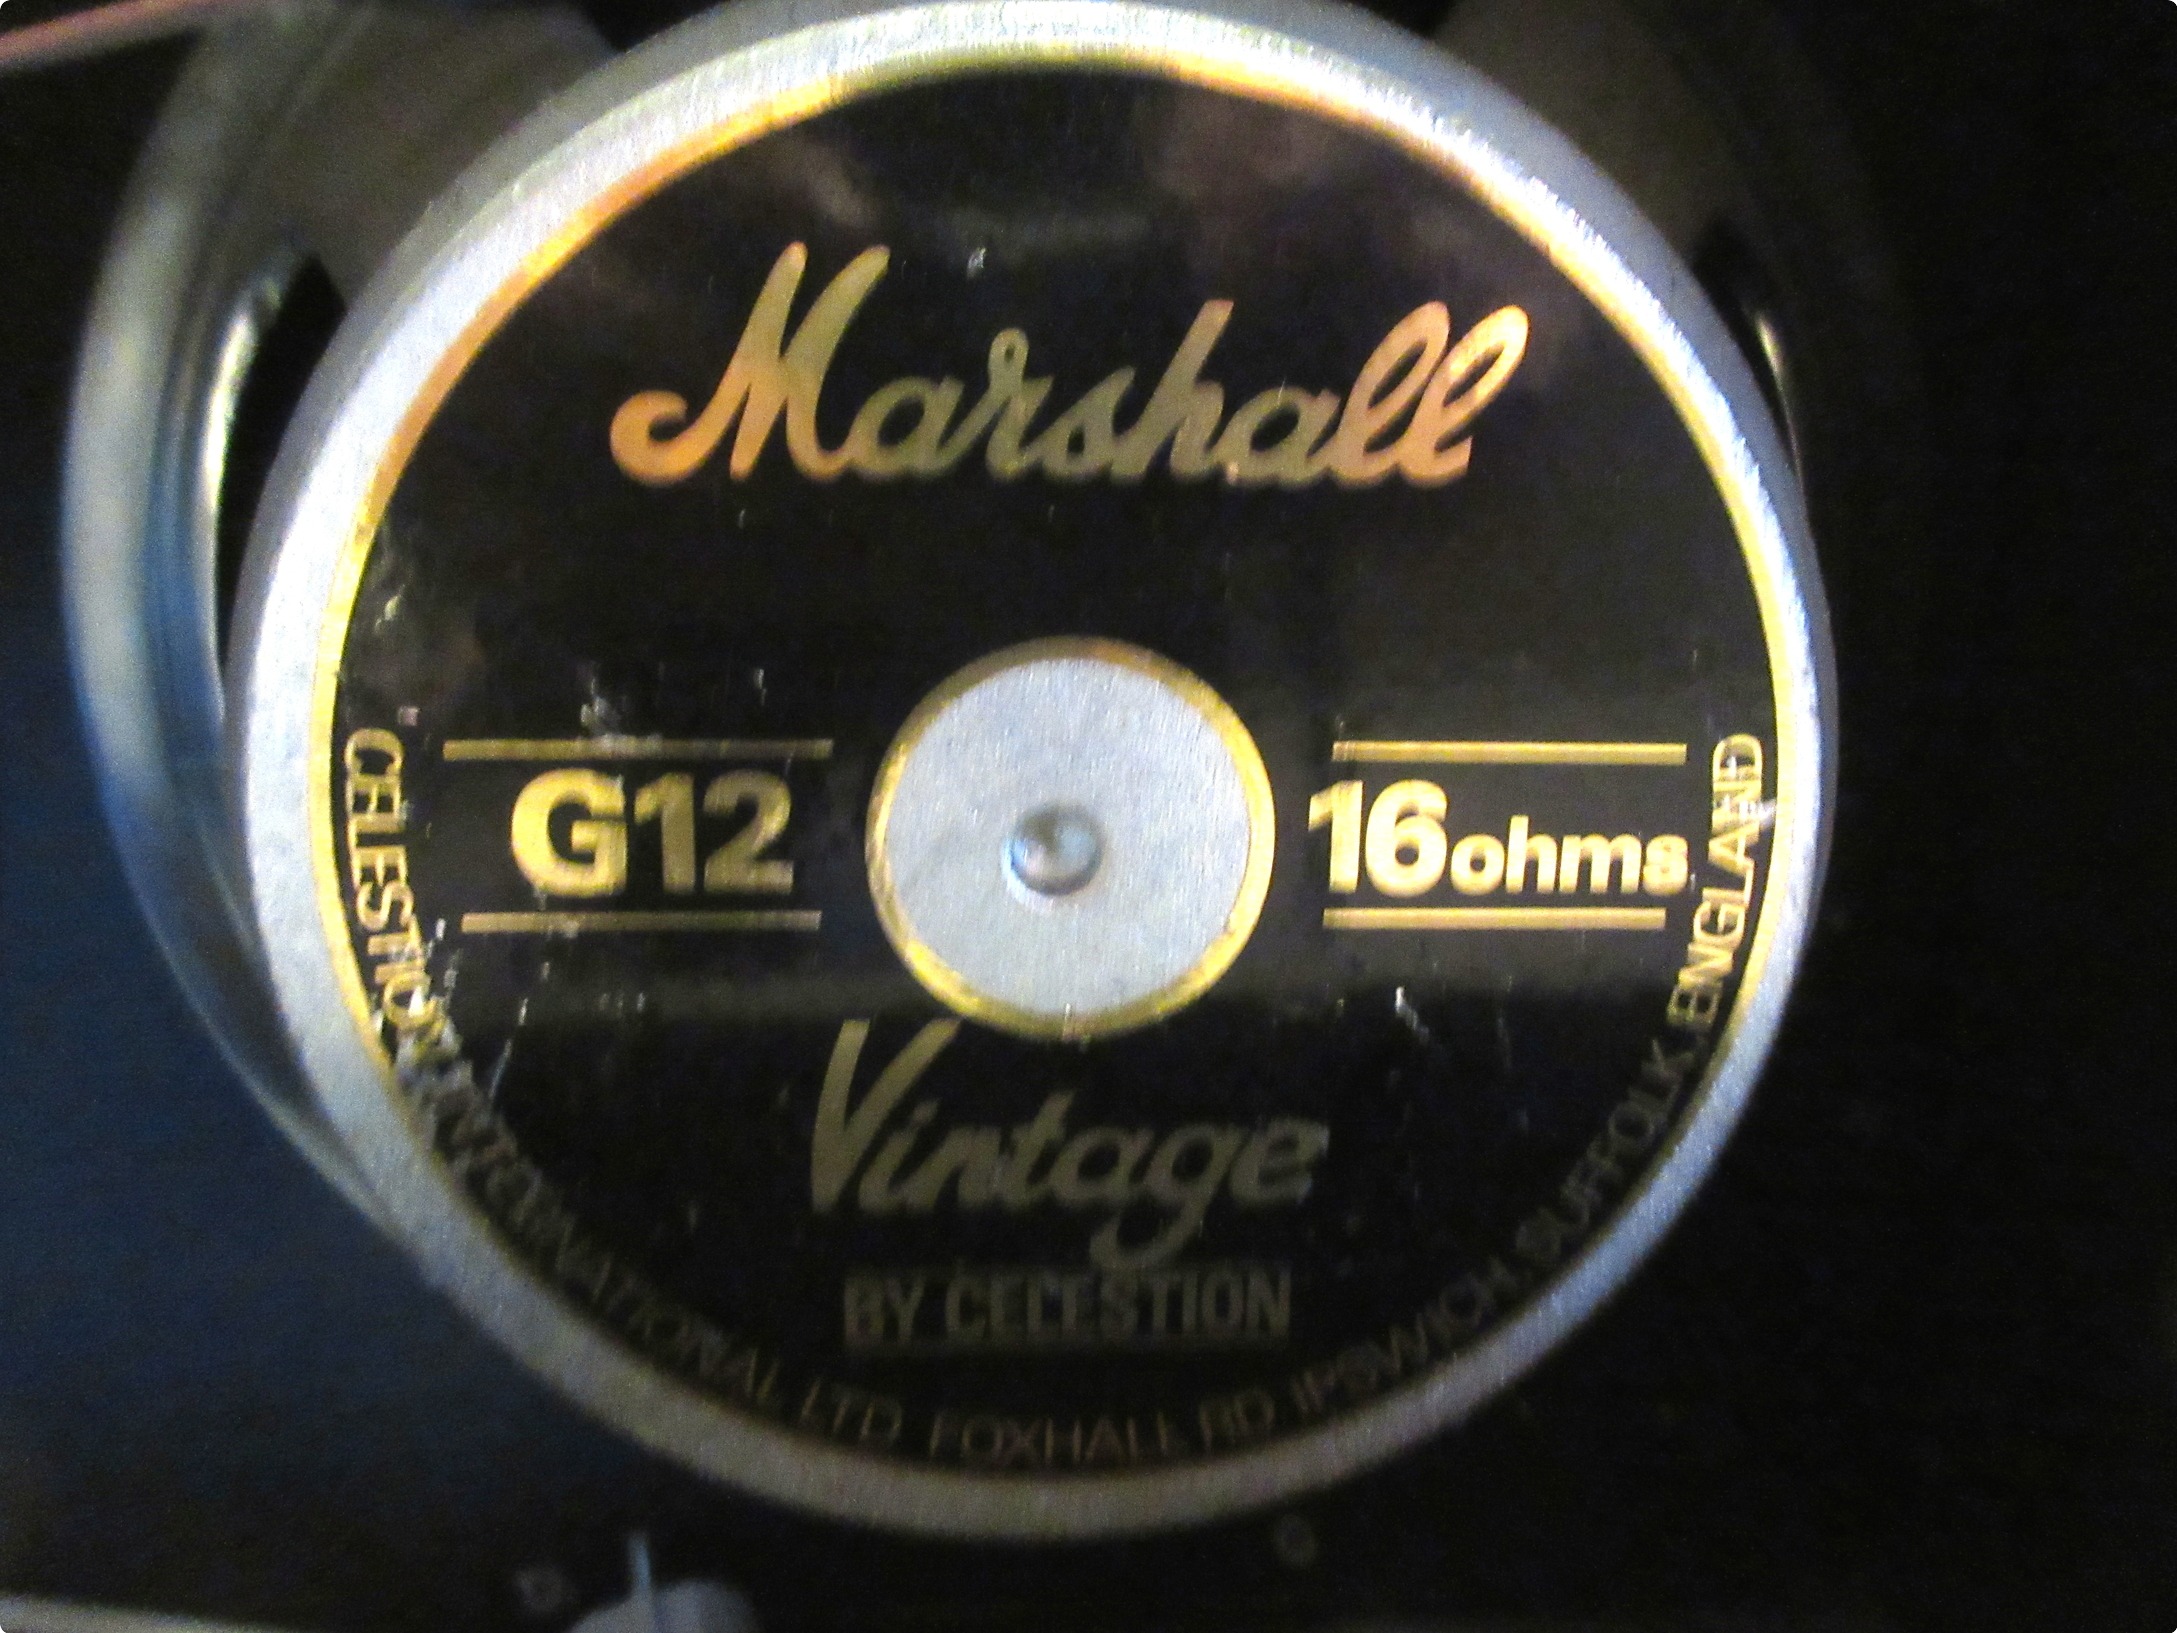 Marshall
G12
16ohms
Vintage
BY CELESTION
CELESTION INTERNATIONAL LTD FOXHALL RD IPSWICH, SUFFOLK, ENGLAND